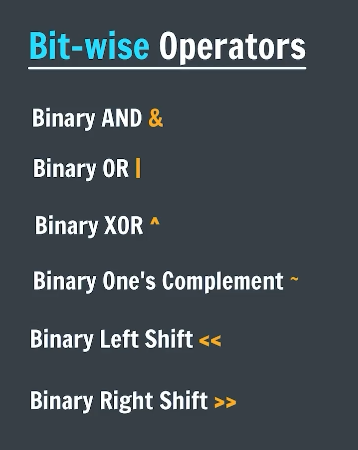 Bit-wise Operators
Binary AND &
Binary OR |
Binary XOR ^
Binary One's Complement ~
Binary Left Shift <<
Binary Right Shift >>